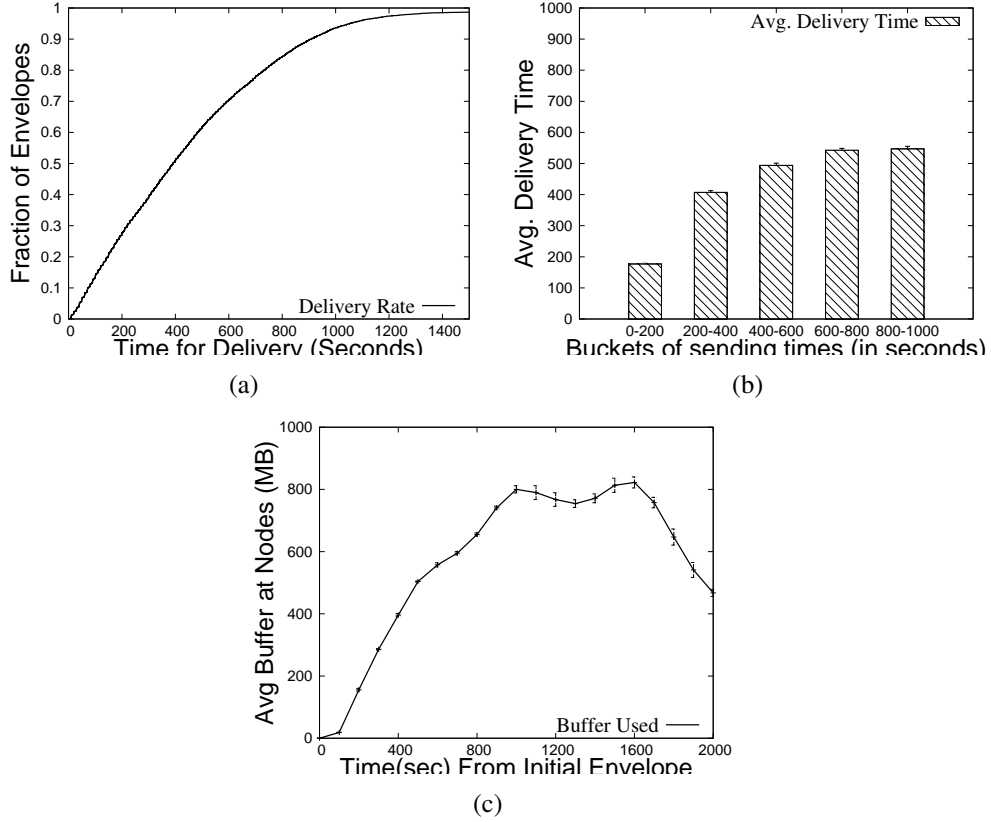 1
0.9
0.8
0.7
0.6
0.5
0.4
0.3
0.2
0.1
0
Fraction of Envelopes
Delivery Rate
0 200 400 600 800 1000 1200 1400
Time for Delivery (Seconds)
(a)
1000
900
800
700
600
500
400
300
200
100
0
Avg. Delivery Time
Avg. Delivery Time
0-200 200-400 400-600 600-800 800-1000
Buckets of sending times (in seconds)
(b)
1000
800
600
400
200
0
Avg Buffer at Nodes (MB)
Buffer Used
0 400 800 1200 1600 2000
Time(sec) From Initial Envelope
(c)